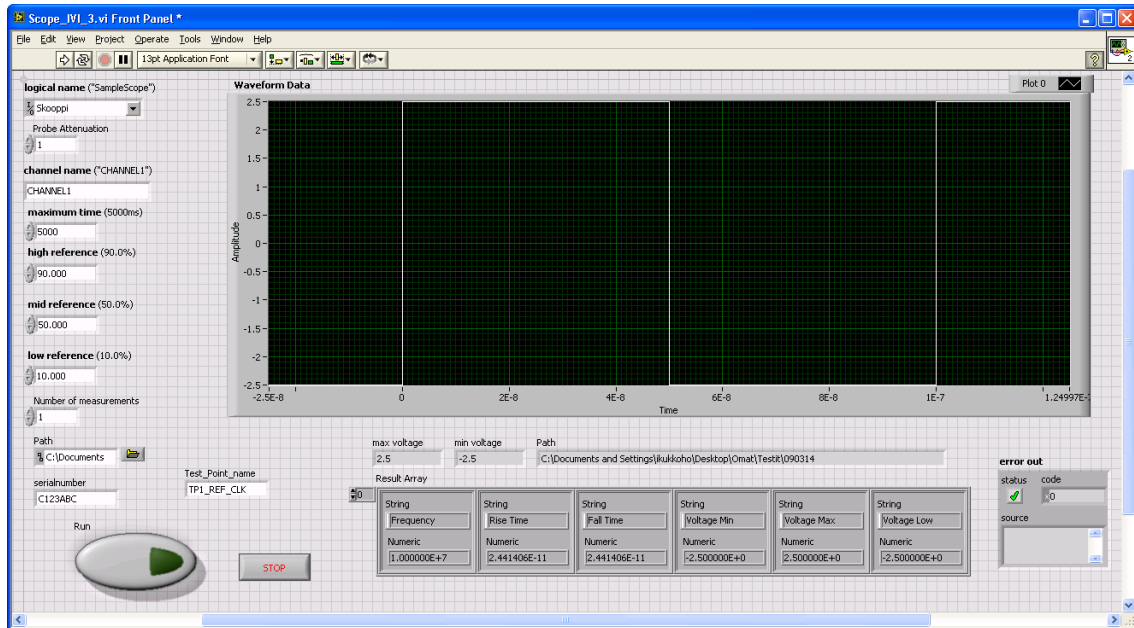 Scope_IVI_3.vi Front Panel *
File Edit View Project Operate Tools Window Help
13pt Application Font
2
logical name ("SampleScope")
Skooppi
Probe Attenuation
1
channel name ("CHANNEL1")
CHANNEL1
maximum time (5000ms)
5000
high reference (90.0%)
90.000
mid reference (50.0%)
50.000
low reference (10.0%)
10.000
Number of measurements
1
Path
C:\Documents
serialnumber
C123ABC
Test_Point_name
TP1_REF_CLK
Run
STOP
Waveform Data
Plot 0
Amplitude
2.5
2
1.5
1
0.5
0
-0.5
-1
-1.5
-2
-2.5
-2.5E-8 0 2E-8 4E-8 6E-8 8E-8 1E-7 1.24997E-7
Time
max voltage
2.5
min voltage
-2.5
Path
C:\Documents and Settings\ikukkoho\Desktop\Omat\Testit\090314
Result Array
0
String String String String String String
Frequency Rise Time Fall Time Voltage Min Voltage Max Voltage Low
Numeric Numeric Numeric Numeric Numeric Numeric
1.000000E+7 2.441406E-11 2.441406E-11 -2.500000E+0 2.500000E+0 -2.500000E+0
error out
status code
0
source